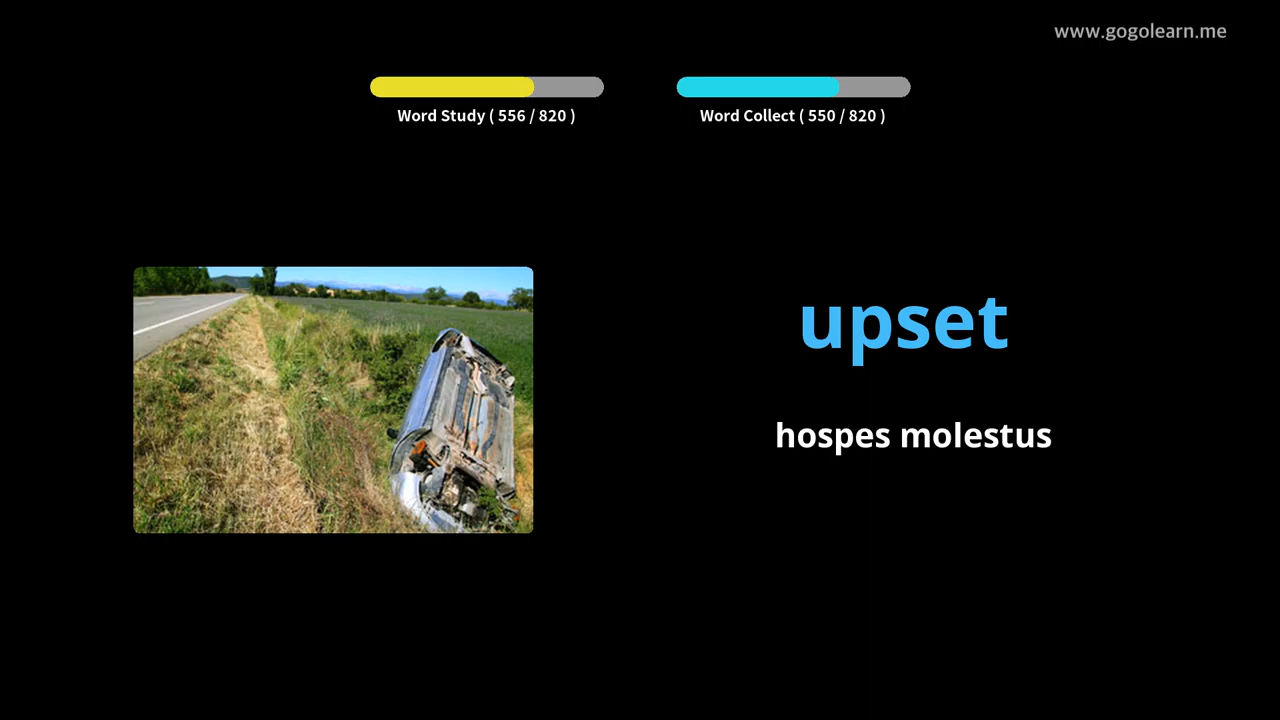 www.gogolearn.me
Word Study ( 556 / 820 )
Word Collect ( 550 / 820 )
upset
hospes molestus